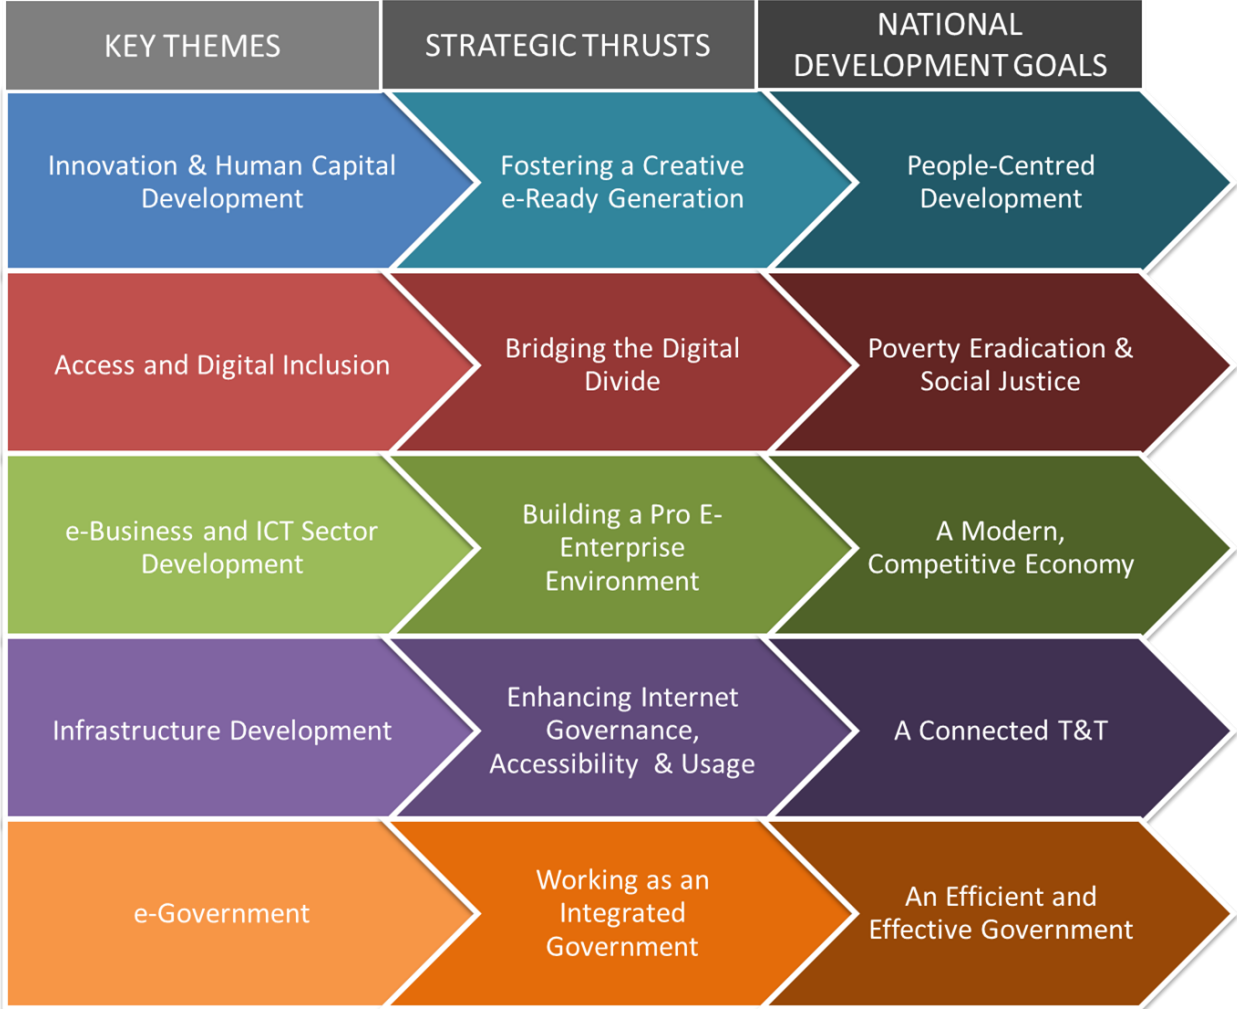 KEY THEMES
STRATEGIC THRUSTS
NATIONAL
DEVELOPMENT GOALS
Innovation & Human Capital
Development
Fostering a Creative
e-Ready Generation
People-Centred
Development
Access and Digital Inclusion
Bridging the Digital
Divide
Poverty Eradication &
Social Justice
e-Business and ICT Sector
Development
Building a Pro E-
Enterprise
Environment
A Modern,
Competitive Economy
Infrastructure Development
Enhancing Internet
Governance,
Accessibility & Usage
A Connected T&T
e-Government
Working as an
Integrated
Government
An Efficient and
Effective Government